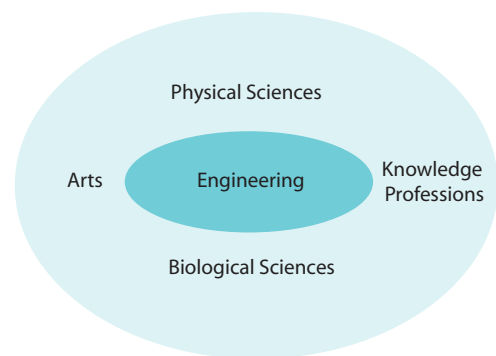 Physical Sciences
Arts
Engineering
Knowledge
Professions
Biological Sciences